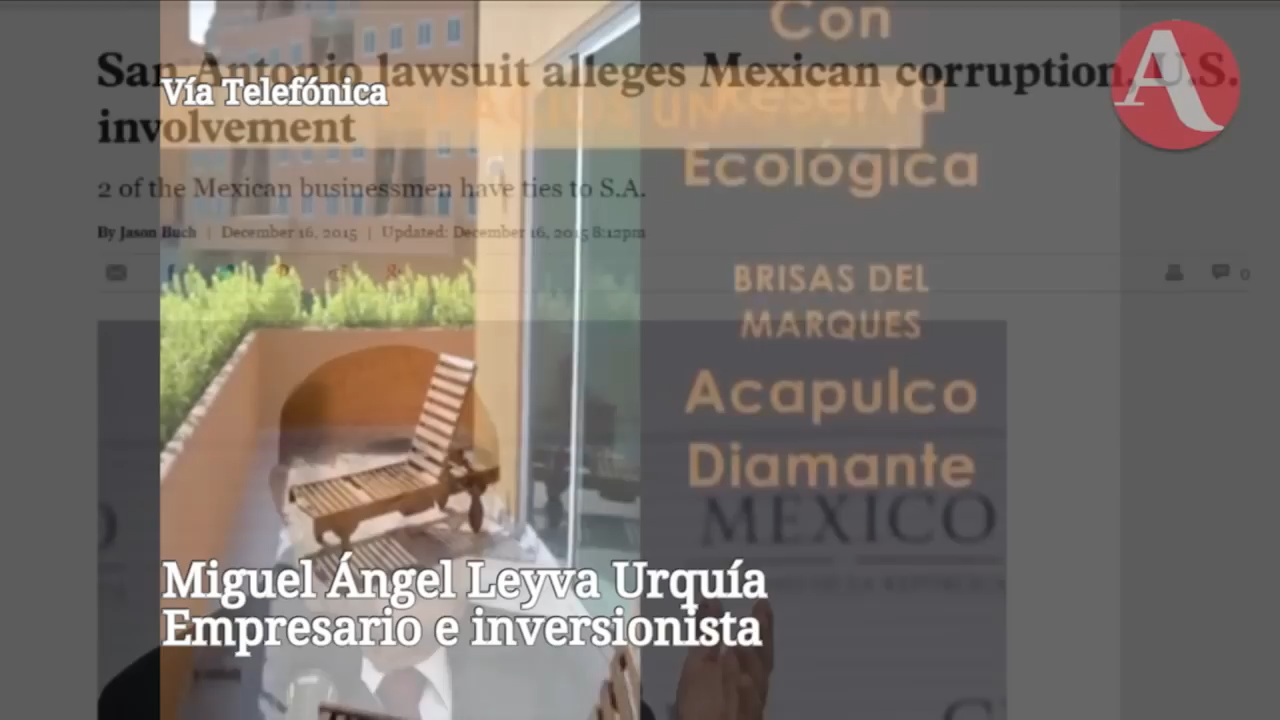 Con
San Antonio lawsuit alleges Mexican corruption, U.S.
involvement
Vía Telefónica
Reserva
Ecológica
2 of the Mexican businessmen have ties to S.A.
By Jason Buch | December 16, 2015 | Updated: December 16, 2015 8:12pm
0
BRISAS DEL
MARQUES
Acapulco
Diamante
MEXICO
Miguel Ángel Leyva Urquía
Empresario e inversionista
A